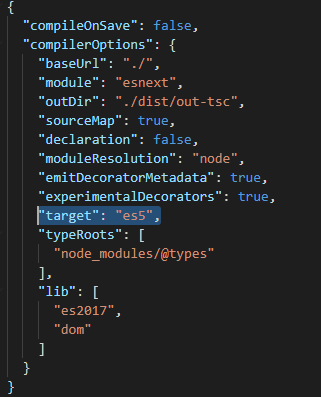 {
  "compileOnSave": false,
  "compilerOptions": {
    "baseUrl": "./",
    "module": "esnext",
    "outDir": "./dist/out-tsc",
    "sourceMap": true,
    "declaration": false,
    "moduleResolution": "node",
    "emitDecoratorMetadata": true,
    "experimentalDecorators": true,
    "target": "es5",
    "typeRoots": [
      "node_modules/@types"
    ],
    "lib": [
      "es2017",
      "dom"
    ]
  }
}